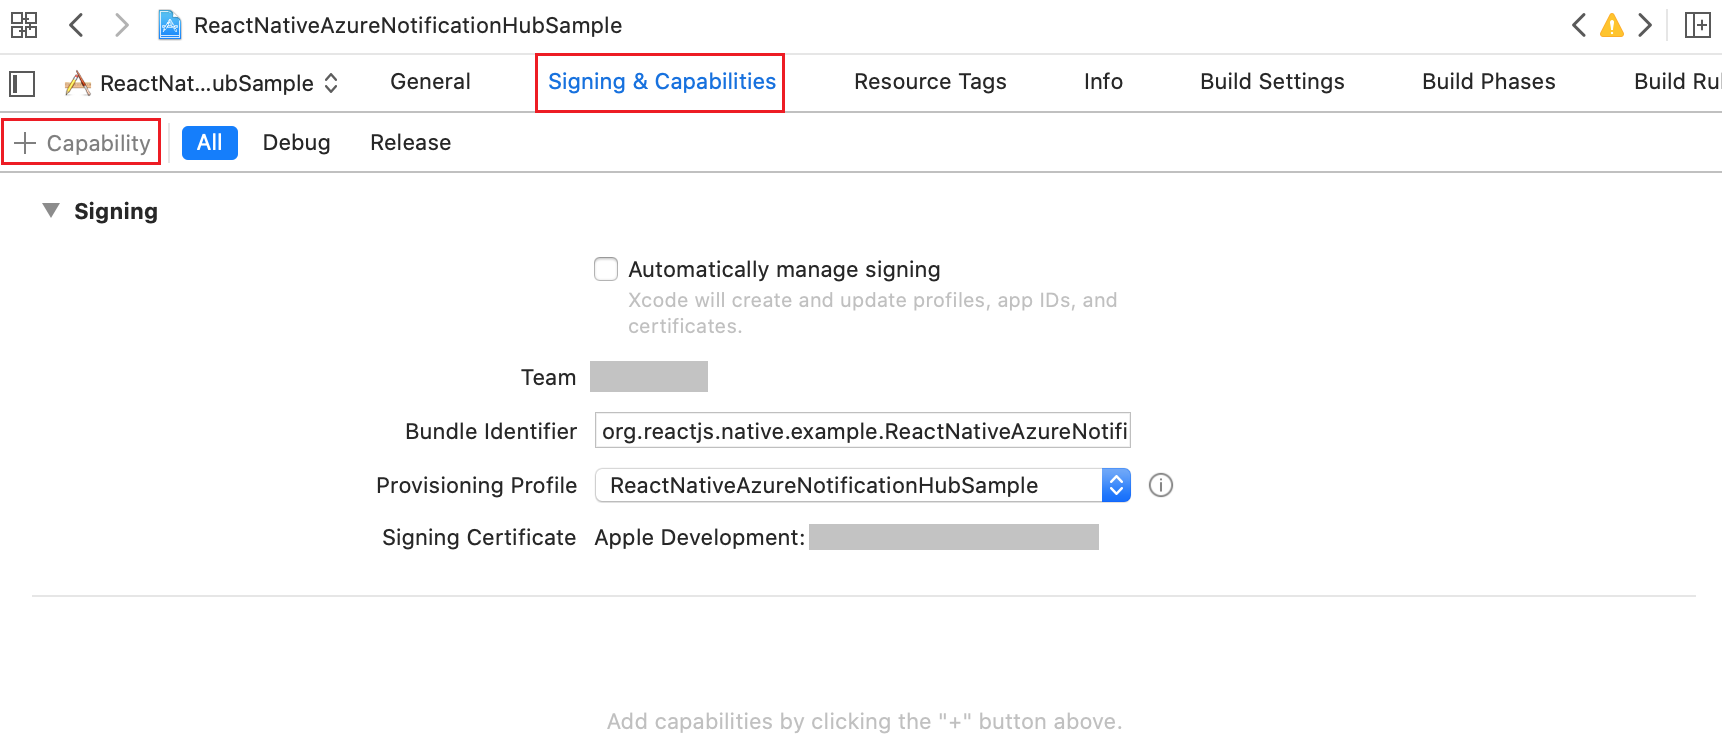 ReactNativeAzureNotificationHubSample
ReactNat...ubSample General Signing & Capabilities Resource Tags Info Build Settings Build Phases Build Ru
+ Capability All Debug Release
Signing
Automatically manage signing
Xcode will create and update profiles, app IDs, and
certificates.
Team
Bundle Identifier org.reactjs.native.example.ReactNativeAzureNotifi
Provisioning Profile ReactNativeAzureNotificationHubSample
Signing Certificate Apple Development:
Add capabilities by clicking the "+" button above.